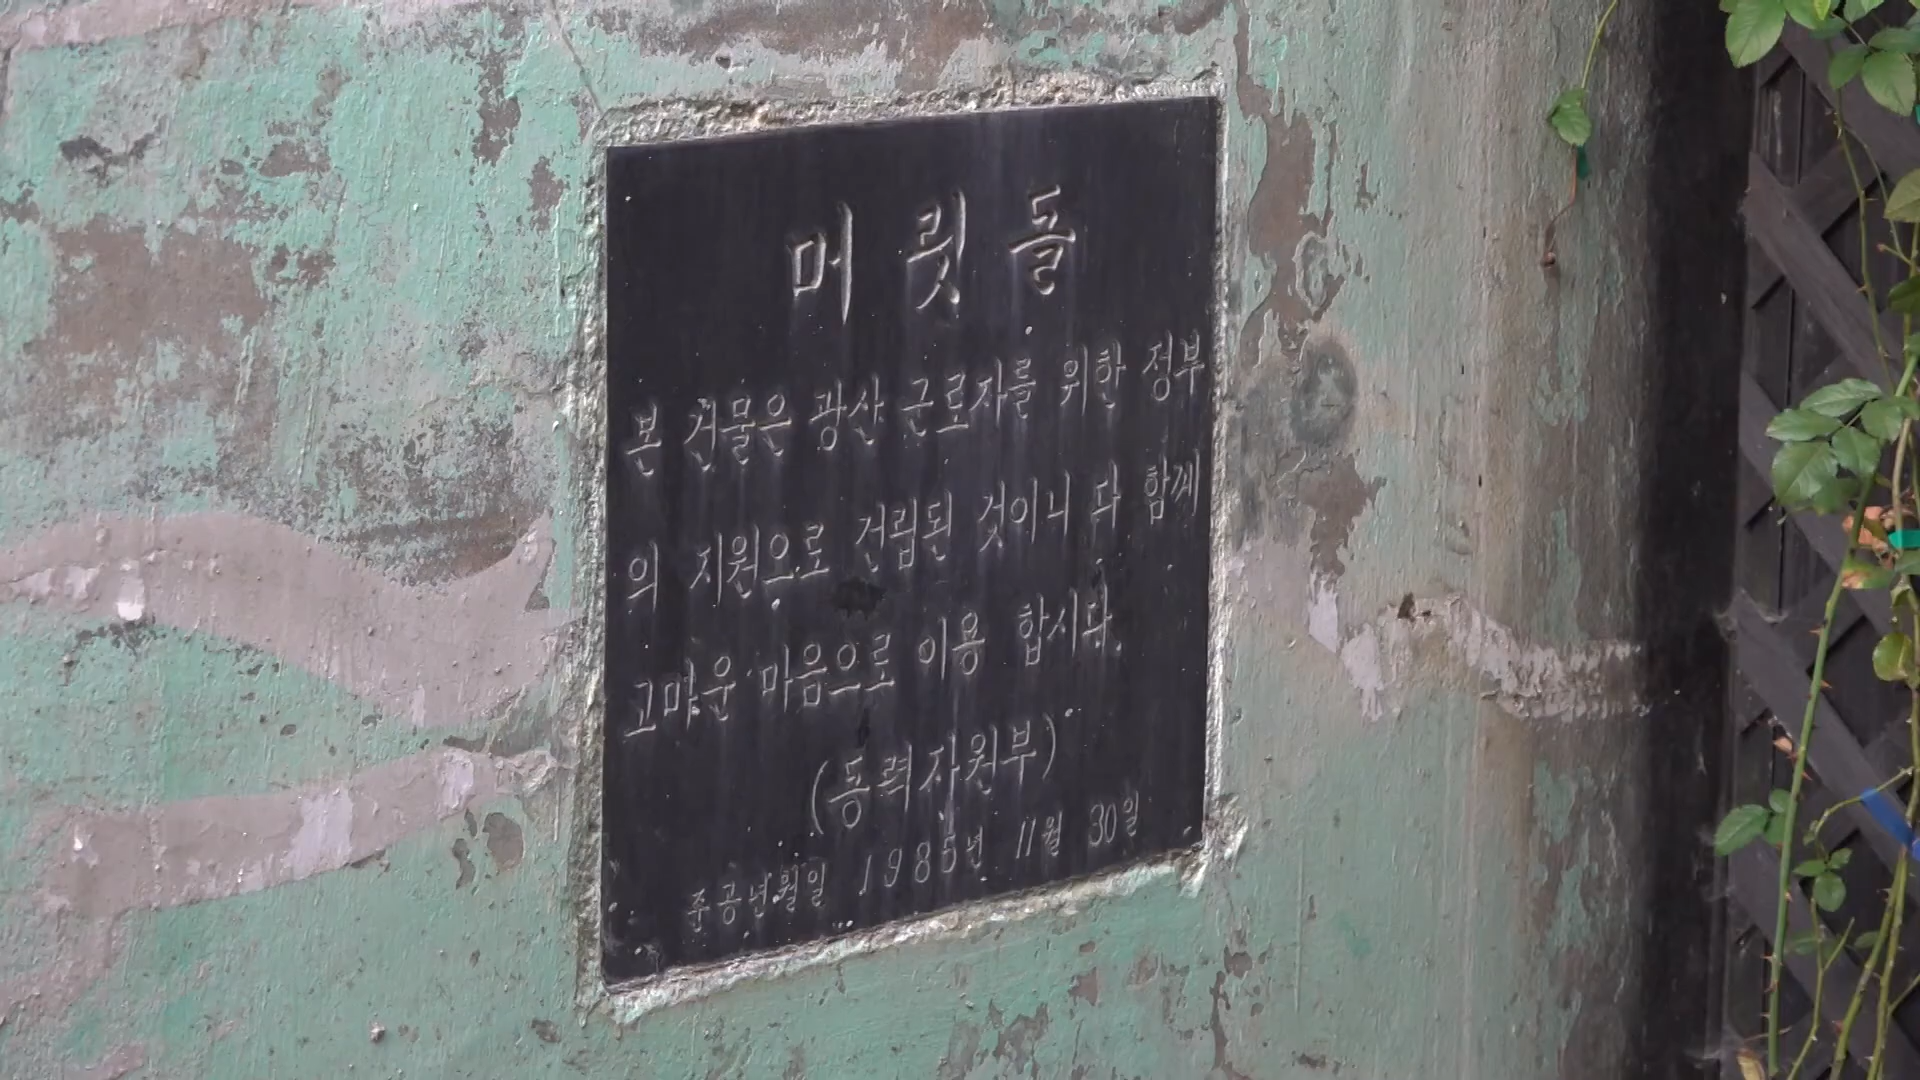 머 릿 돌
본 건물은 광산 근로자를 위한 정부
의 지원으로 건립된 것이니 다 함께
고마운 마음으로 이용 합시다.
(동력자원부)
준공년월일 1985년 11월 30일